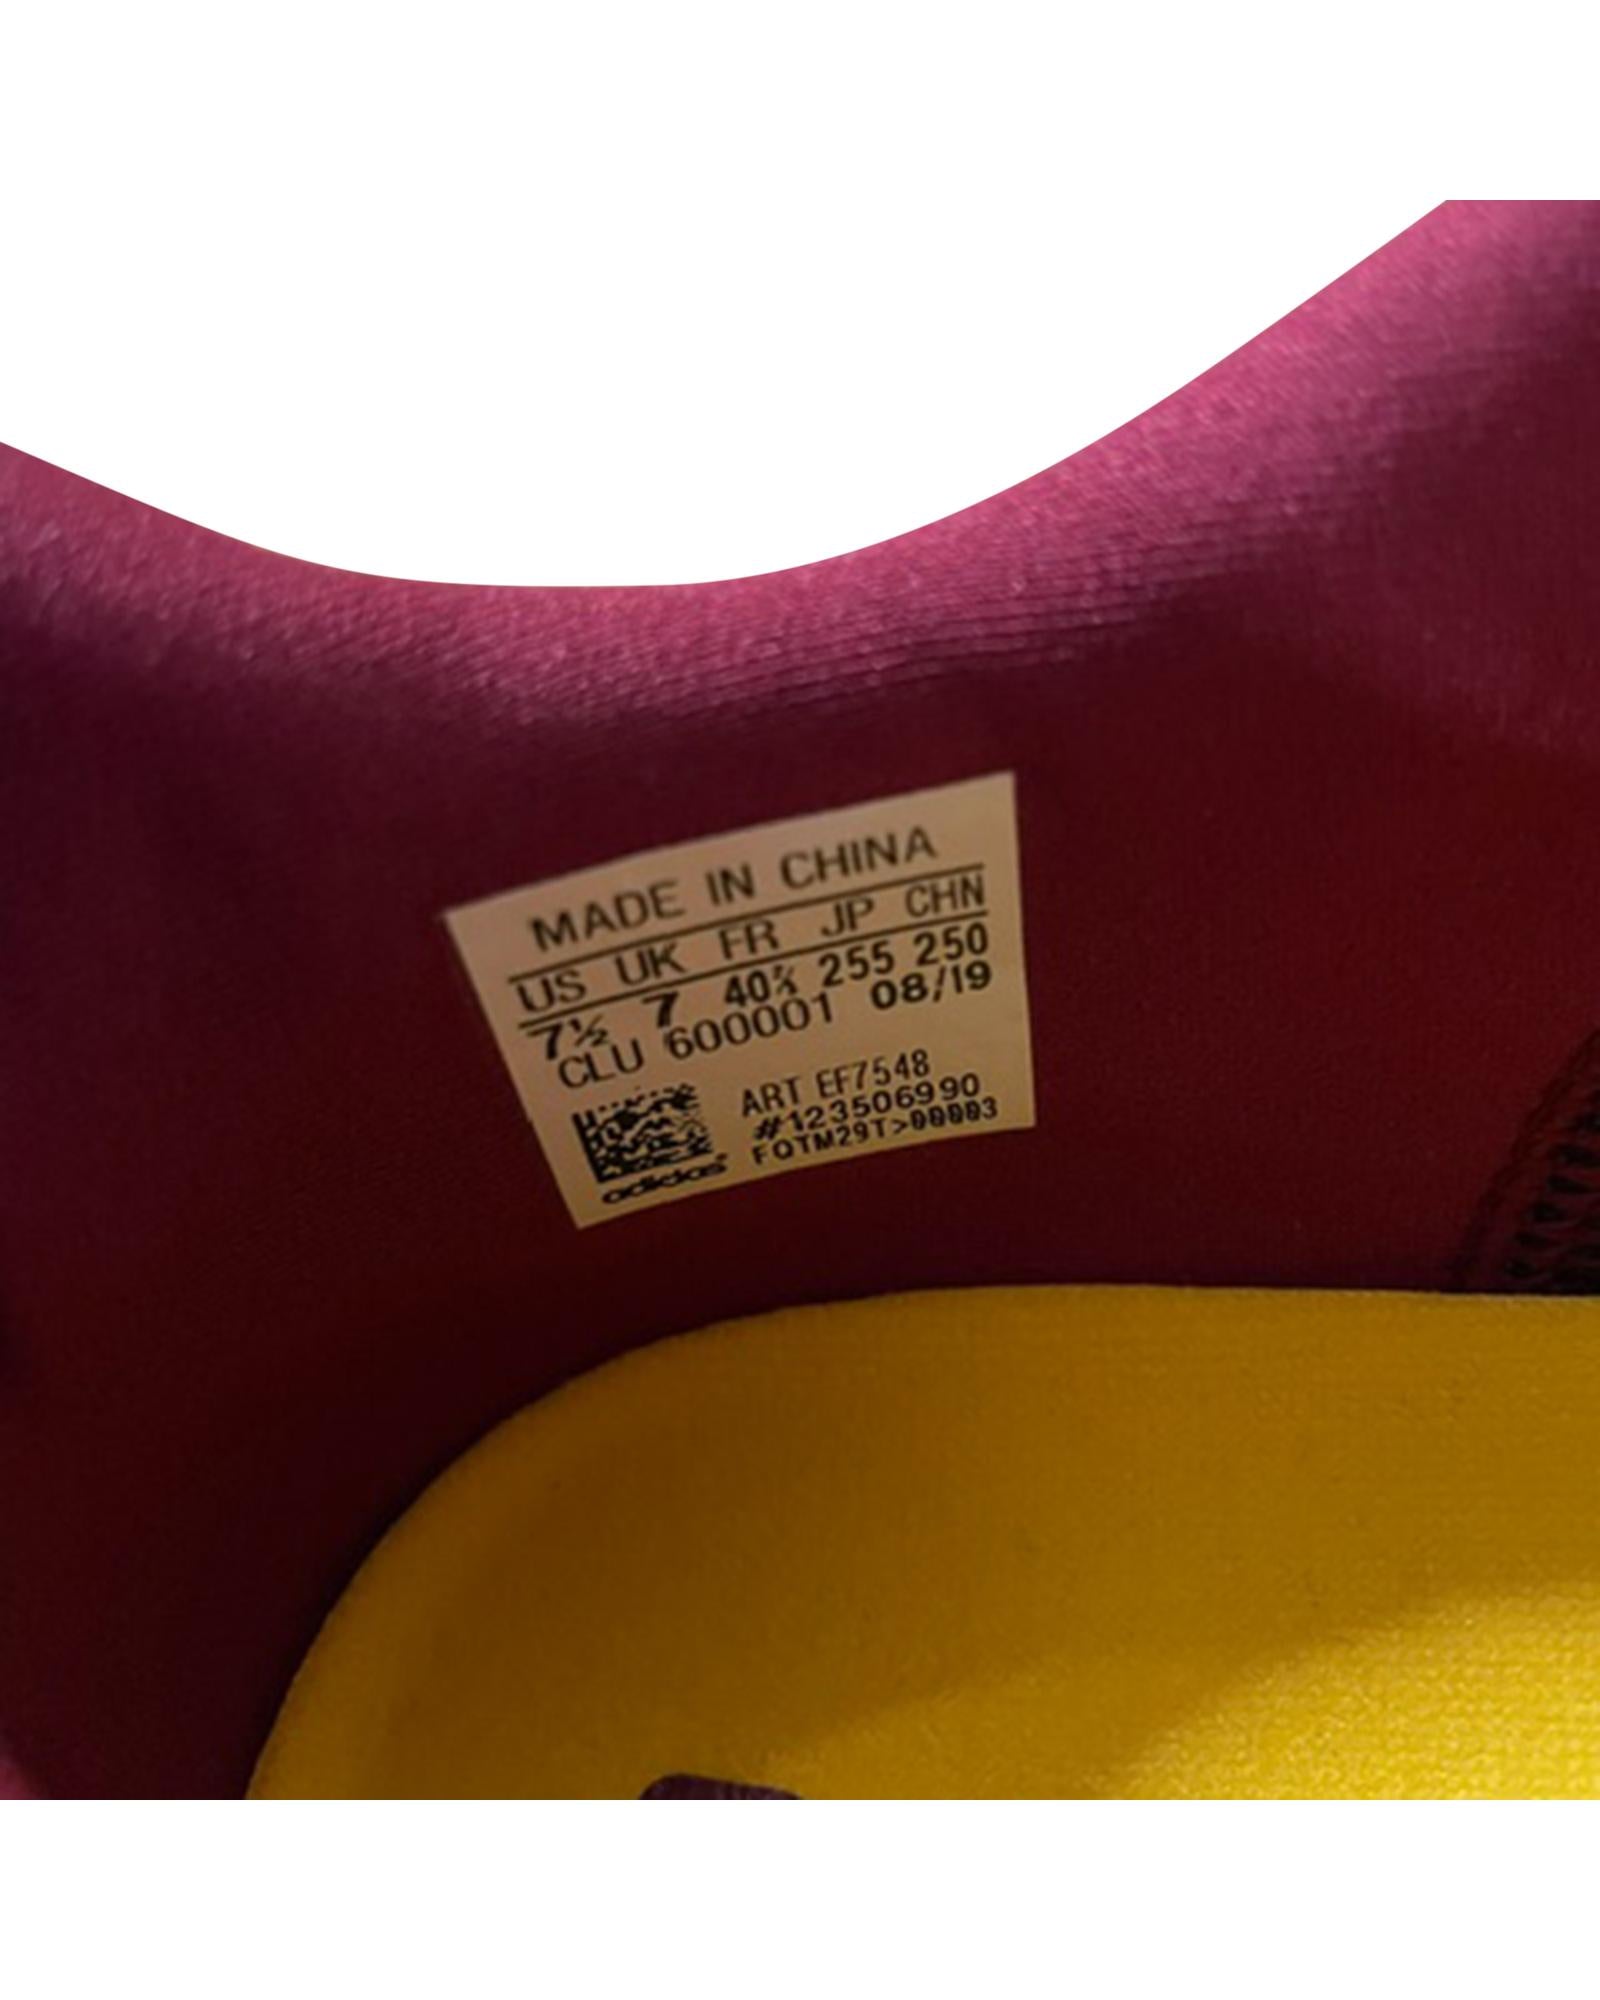 MADE IN CHINA
US UK FR JP CHN
7½ 7 40⅔ 255 250
CLU 600001 08/19
ART EF7548
#123506990
FQTM29T>00003
adidas